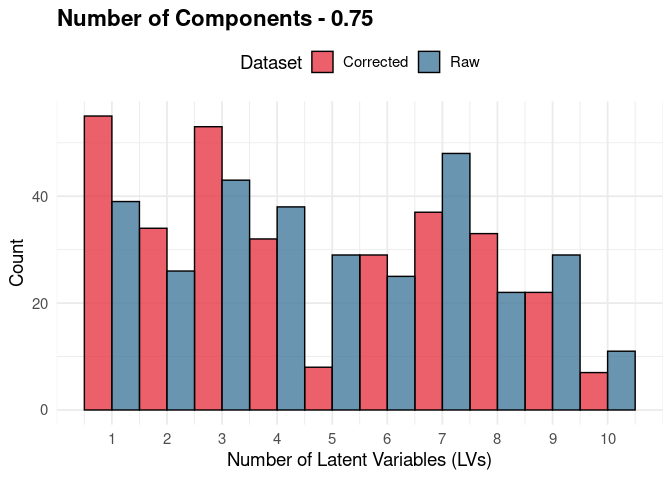 Number of Components - 0.75
Dataset Corrected Raw
40
20
0
Count
1 2 3 4 5 6 7 8 9 10
Number of Latent Variables (LVs)